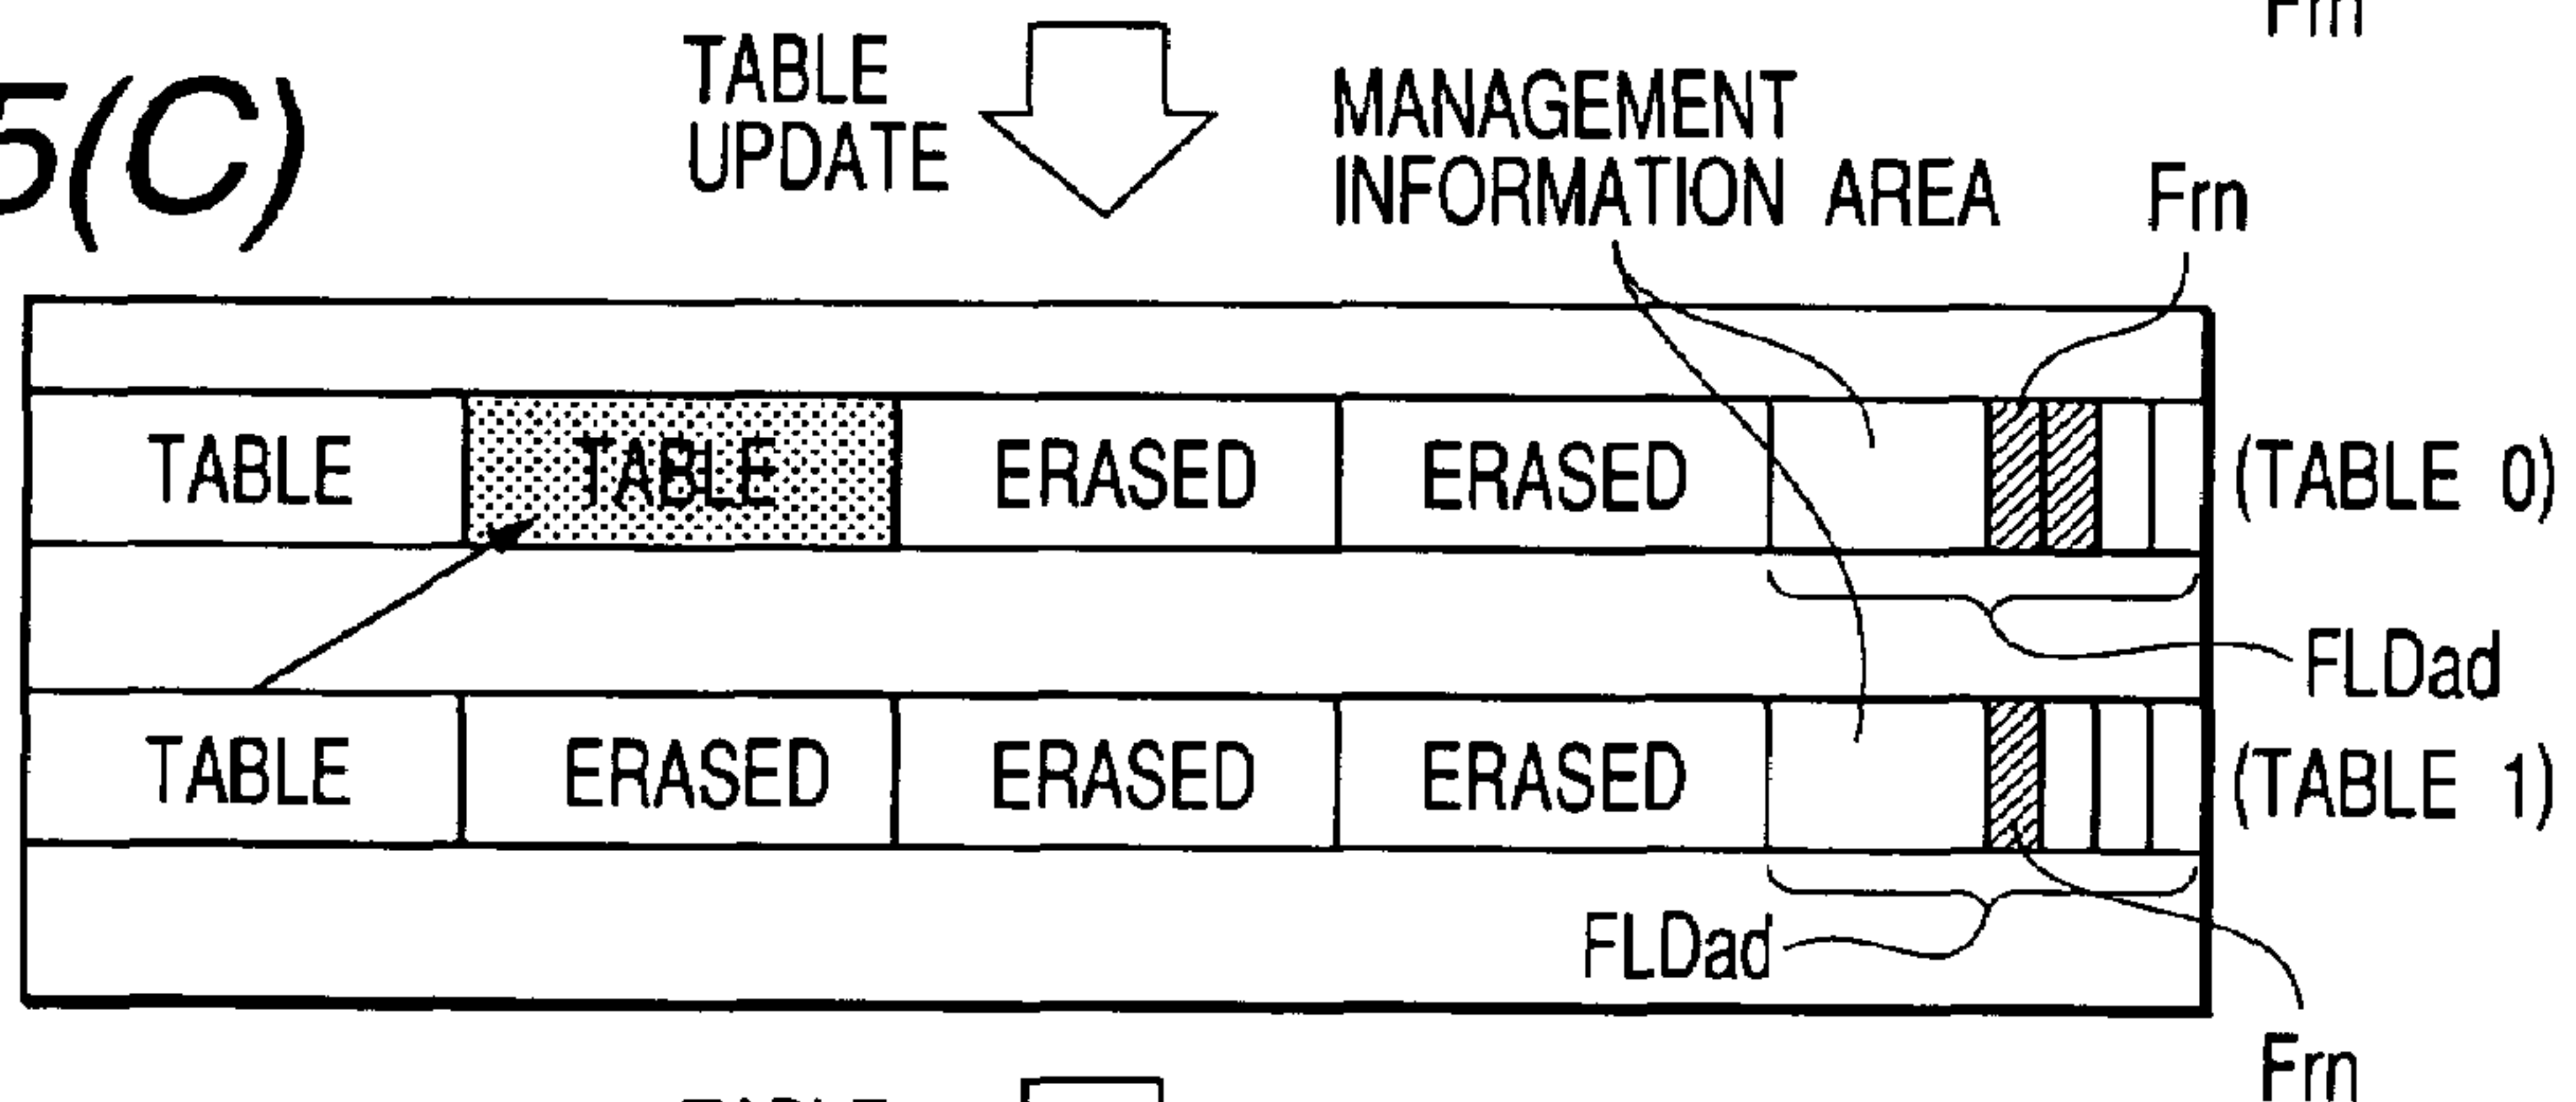 Frn
5(C)
TABLE
UPDATE
MANAGEMENT
INFORMATION AREA
Frn
TABLE TABLE ERASED ERASED (TABLE 0)
FLDad
TABLE ERASED ERASED ERASED (TABLE 1)
FLDad
Frn
TABLE